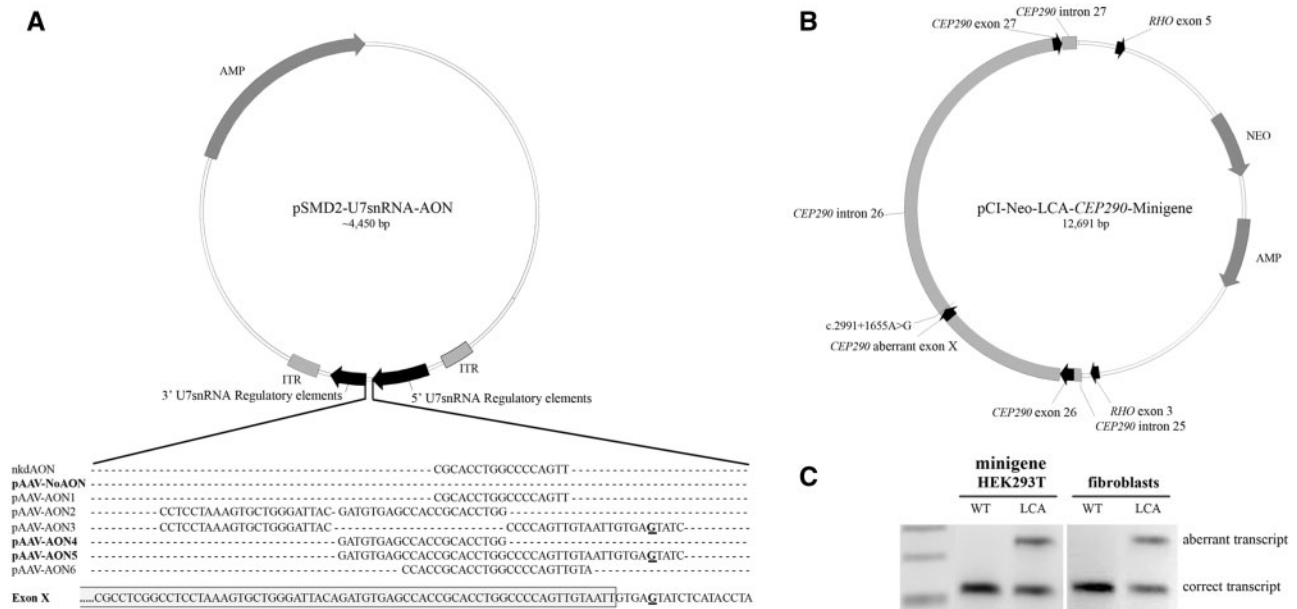 A
AMP
pSMD2-U7snRNA-AON
~4,450 bp
ITR
ITR
3' U7snRNA Regulatory elements
5' U7snRNA Regulatory elements
nkdAON CGCACCTGGCCCCAGTT
pAAV-NoAON
pAAV-AON1 CGCACCTGGCCCCAGTT
pAAV-AON2 CCTCCTAAAGTGCTGGGATTAC-GATGTGAGCCACCGCACCTGG
pAAV-AON3 CCTCCTAAAGTGCTGGGATTAC CCCCAGTTGTAATTGTGAGTATC
pAAV-AON4 GATGTGAGCCACCGCACCTGG
pAAV-AON5 GATGTGAGCCACCGCACCTGGCCCCAGTTGTAATTGTGAGTATC
pAAV-AON6 CCACCGCACCTGGCCCCAGTTGTA
Exon X .....CGCCTCGGCCTCCTAAAGTGCTGGGATTACAGATGTGAGCCACCGCACCTGGCCCCAGTTGTAATTGTGAGTATCTCATACCTA
B
CEP290 intron 27
CEP290 exon 27
RHO exon 5
NEO
pCI-Neo-LCA-CEP290-Minigene
12,691 bp
CEP290 intron 26
AMP
c.2991+1655A>G
CEP290 aberrant exon X
CEP290 exon 26
RHO exon 3
CEP290 intron 25
C
minigene
HEK293T
fibroblasts
WT LCA WT LCA
aberrant transcript
correct transcript